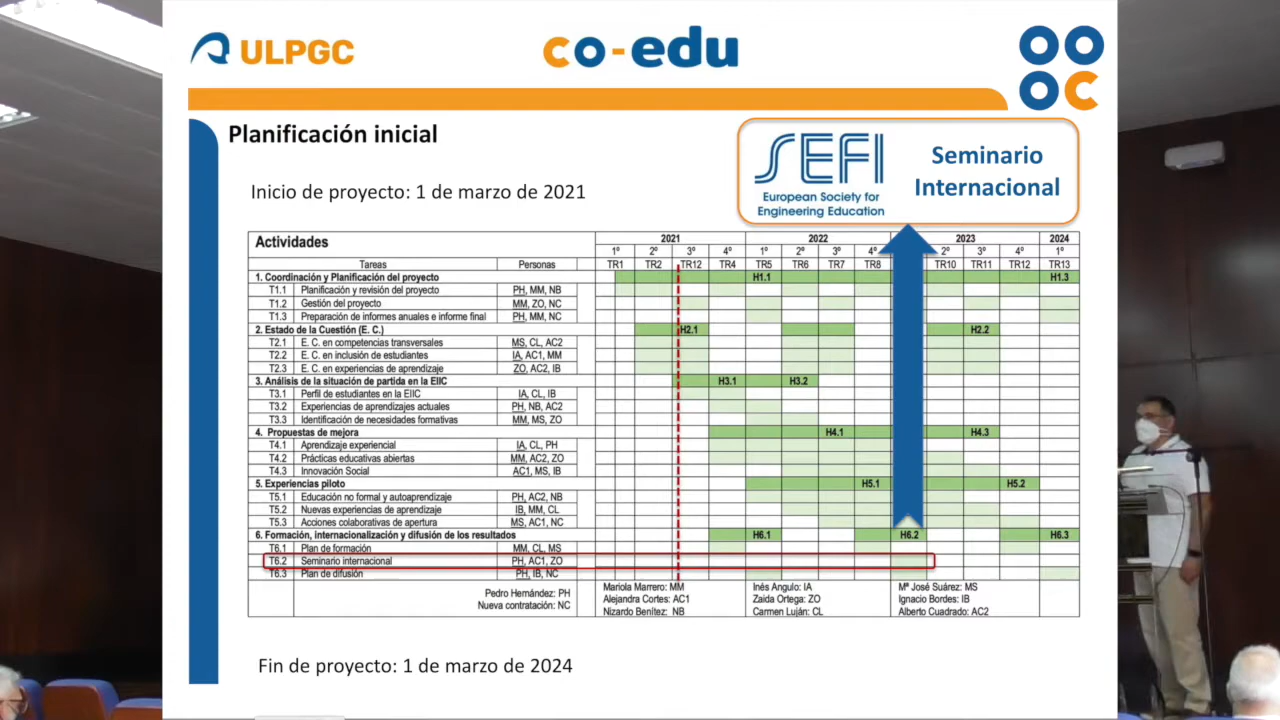 ULPGC
co-edu
Planificación inicial
SEFI
European Society for
Engineering Education
Seminario
Internacional
Inicio de proyecto: 1 de marzo de 2021
Actividades 2021 2022 2023 2024
1º 2º 3º 4º 1º 2º 3º 4º 2º 3º 4º 1º
Tareas Personas TR1 TR2 TR12 TR4 TR5 TR6 TR7 TR8 TR10 TR11 TR12 TR13
1. Coordinación y Planificación del proyecto H1.1 H1.3
T1.1 Planificación y revisión del proyecto PH, MM, NB
T1.2 Gestión del proyecto MM, ZO, NC
T1.3 Preparación de informes anuales e informe final PH, MM, NC
2. Estado de la Cuestión (E. C.) H2.1 H2.2
T2.1 E. C. en competencias transversales MS, CL, AC2
T2.2 E. C. en inclusión de estudiantes IA, AC1, MM
T2.3 E. C. en experiencias de aprendizaje ZO, AC2, IB
3. Análisis de la situación de partida en la EIIC H3.1 H3.2
T3.1 Perfil de estudiantes en la EIIC IA, CL, IB
T3.2 Experiencias de aprendizajes actuales PH, NB, AC2
T3.3 Identificación de necesidades formativas MM, MS, ZO
4. Propuestas de mejora H4.1 H4.3
T4.1 Aprendizaje experiencial IA, CL, PH
T4.2 Prácticas educativas abiertas MM, AC2, ZO
T4.3 Innovación Social AC1, MS, IB
5. Experiencias piloto H5.1 H5.2
T5.1 Educación no formal y autoaprendizaje PH, AC2, NB
T5.2 Nuevas experiencias de aprendizaje IB, MM, CL
T5.3 Acciones colaborativas de apertura MS, AC1, NC
6. Formación, internacionalización y difusión de los resultados H6.1 H6.2 H6.3
T6.1 Plan de formación MM, CL, MS
T6.2 Seminario internacional PH, AC1, ZO
T6.3 Plan de difusión PH, IB, NC
Pedro Hernández: PH
Nueva contratación: NC
Mariola Marrero: MM
Alejandra Cortes: AC1
Nizardo Benítez: NB
Inés Angulo: IA
Zaida Ortega: ZO
Carmen Luján: CL
Mª José Suárez: MS
Ignacio Bordes: IB
Alberto Cuadrado: AC2
Fin de proyecto: 1 de marzo de 2024